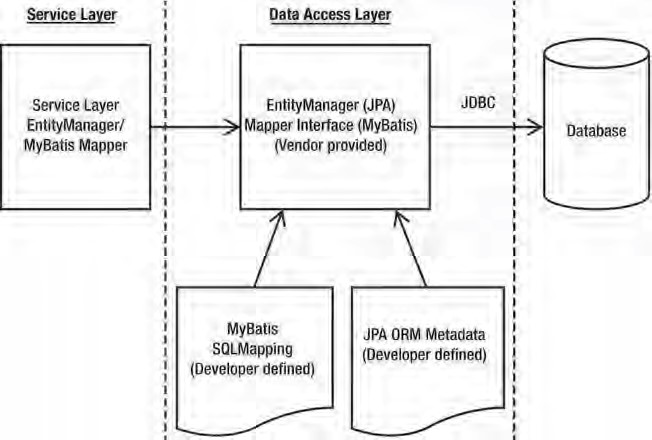 Service Layer
Data Access Layer
Service Layer
EntityManager/
MyBatis Mapper
EntityManager (JPA)
Mapper Interface (MyBatis)
(Vendor provided)
JDBC
Database
MyBatis
SQLMapping
(Developer defined)
JPA ORM Metadata
(Developer defined)